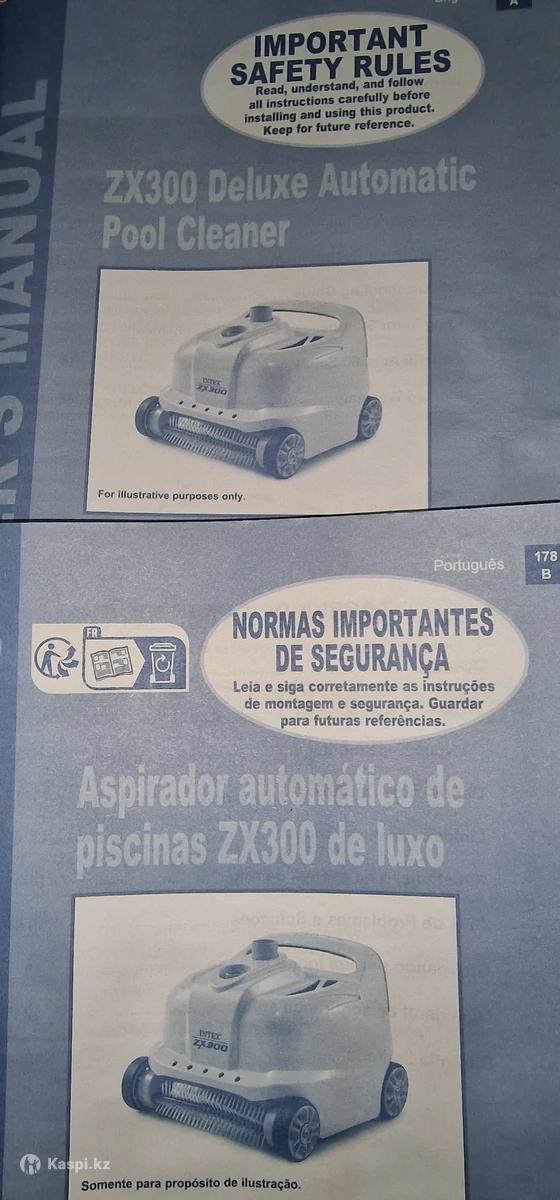 A
IMPORTANT
SAFETY RULES
Read, understand, and follow
all instructions carefully before
installing and using this product.
Keep for future reference.
MANUAL
ZX300 Deluxe Automatic
Pool Cleaner
INTEX
ZX300
For illustrative purposes only.
Português
178
B
FR
NORMAS IMPORTANTES
DE SEGURANÇA
Leia e siga corretamente as instruções
de montagem e segurança. Guardar
para futuras referências.
Aspirador automático de
piscinas ZX300 de luxo
INTEX
ZX300
Somente para propósito de ilustração.
Kaspi.kz